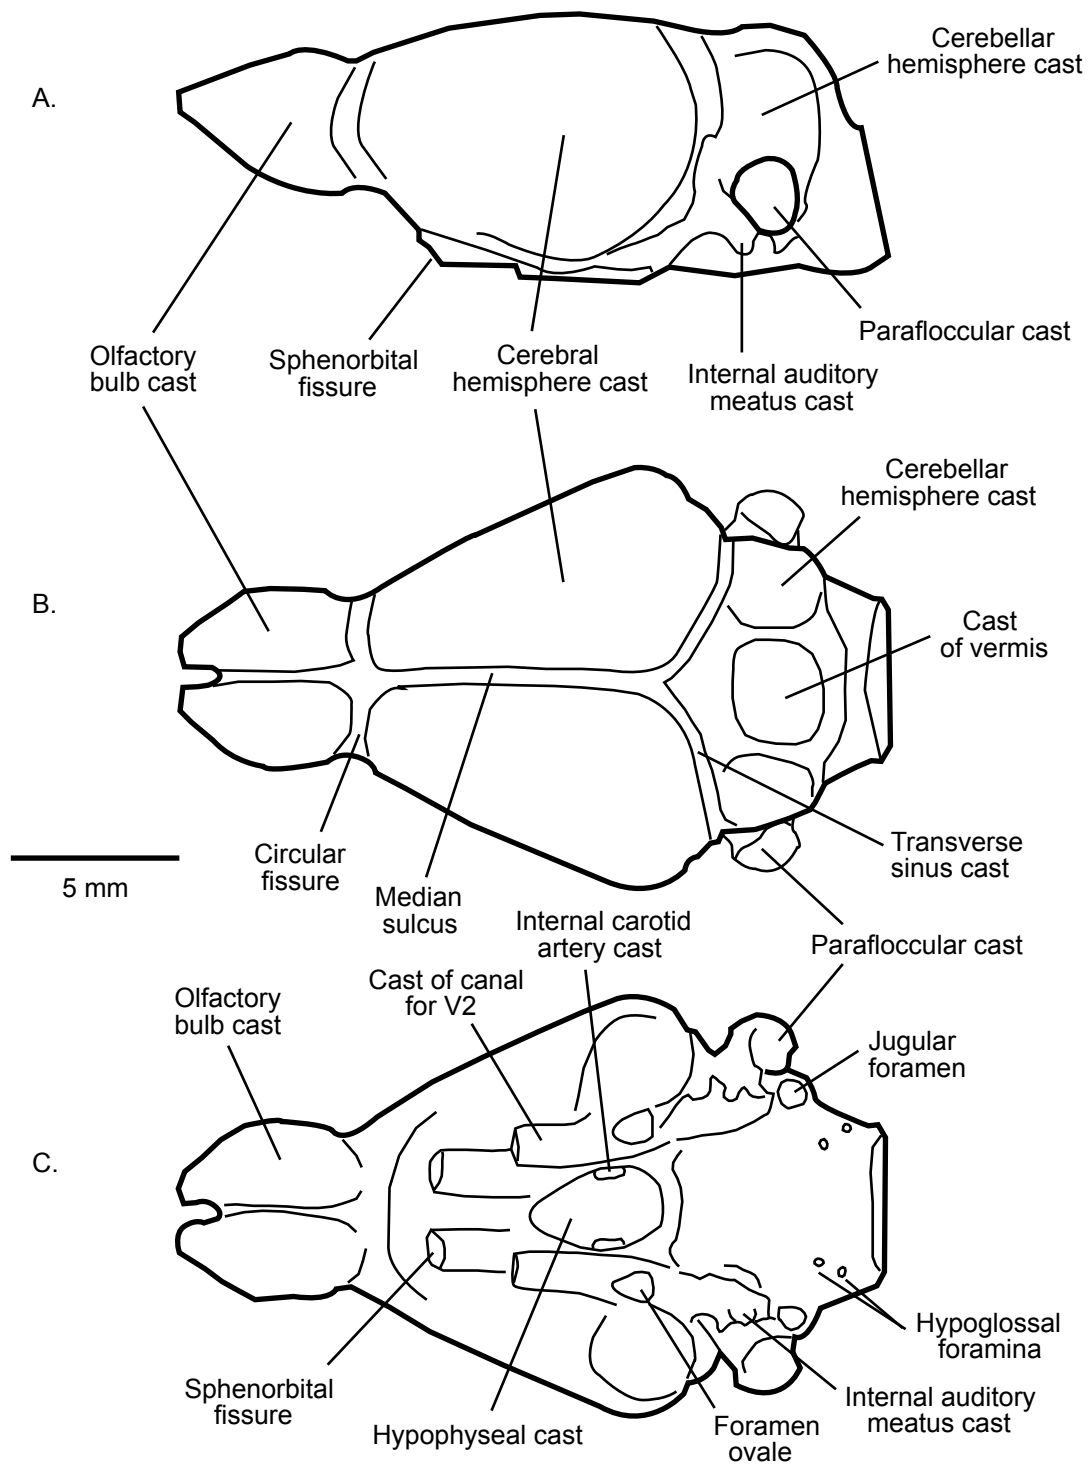 Cerebellar
hemisphere cast
A.
Parafloccular cast
Olfactory
bulb cast
Sphenorbital
fissure
Cerebral
hemisphere cast
Internal auditory
meatus cast
Cerebellar
hemisphere cast
B.
Cast
of vermis
Transverse
sinus cast
Circular
fissure
5 mm
Median
sulcus
Internal carotid
artery cast
Parafloccular cast
Cast of canal
for V2
Olfactory
bulb cast
Jugular
foramen
C.
Hypoglossal
foramina
Sphenorbital
fissure
Internal auditory
meatus cast
Hypophyseal cast
Foramen
ovale